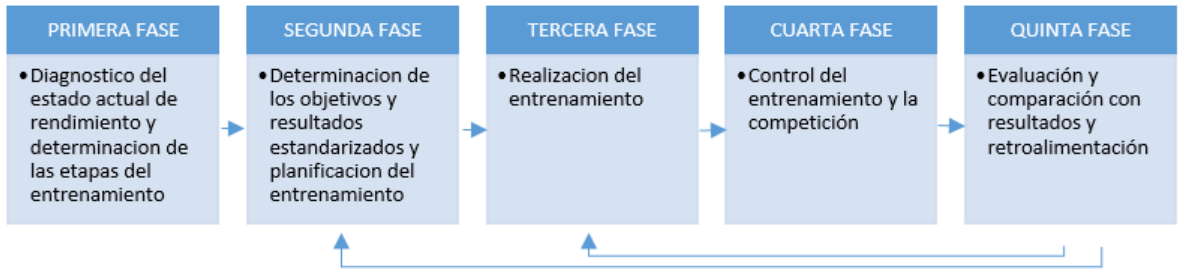 PRIMERA FASE
•Diagnostico del
estado actual de
rendimiento y
determinacion de
las etapas del
entrenamiento
SEGUNDA FASE
•Determinacion de
los objetivos y
resultados
estandarizados y
planificacion del
entrenamiento
TERCERA FASE
•Realizacion del
entrenamiento
CUARTA FASE
•Control del
entrenamiento y la
competición
QUINTA FASE
•Evaluación y
comparación con
resultados y
retroalimentación